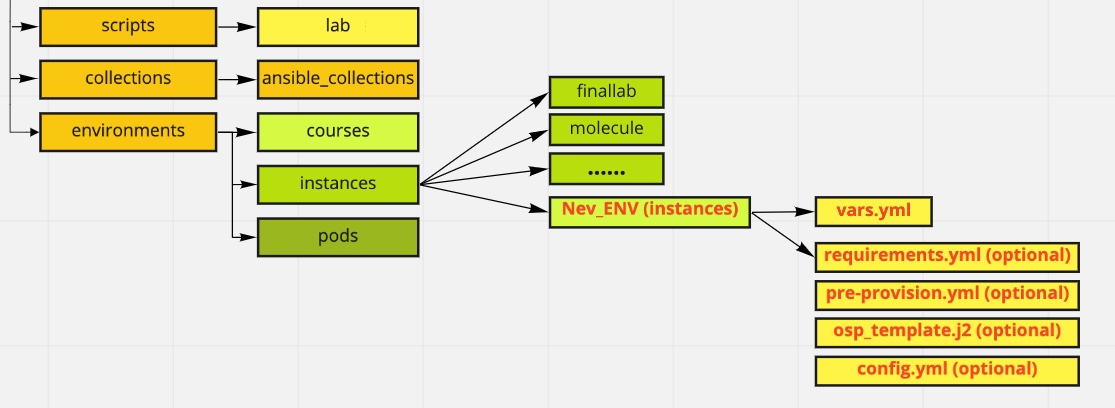 scripts
lab
collections
ansible_collections
environments
courses
instances
pods
finallab
molecule
......
Nev_ENV (instances)
vars.yml
requirements.yml (optional)
pre-provision.yml (optional)
osp_template.j2 (optional)
config.yml (optional)